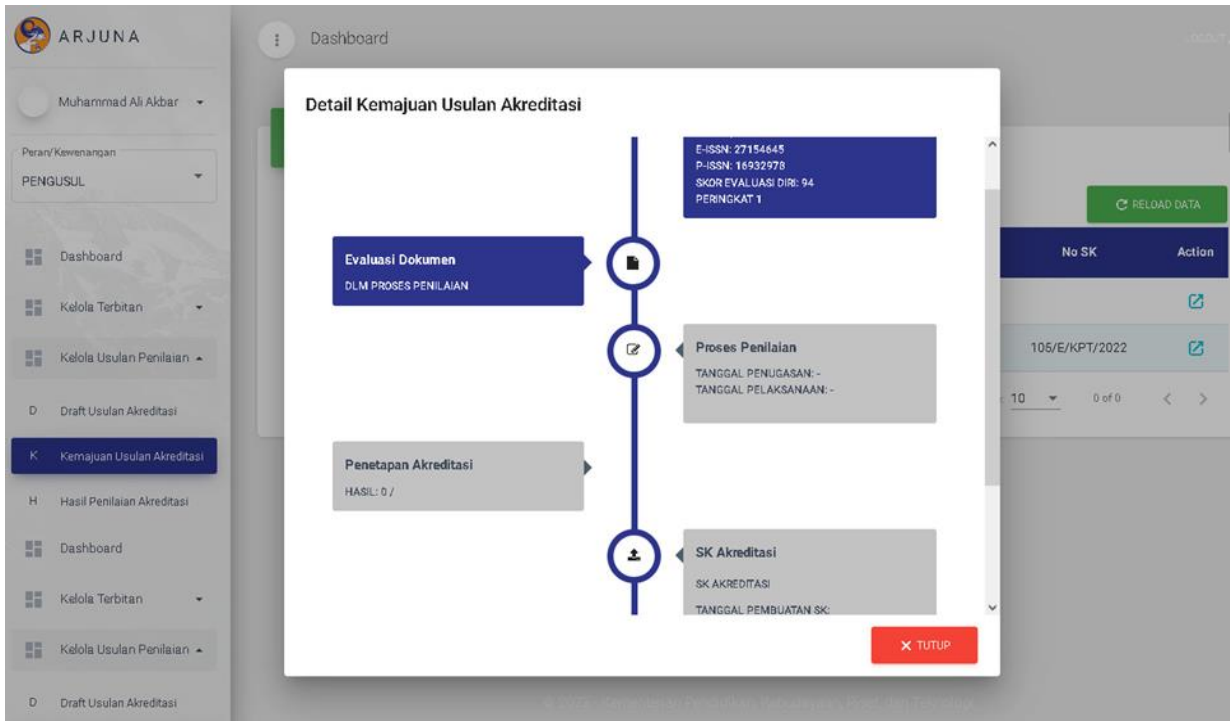 ARJUNA
Muhammad Ali Akbar
Peran/Kewenangan
PENGUSUL
Dashboard
Kelola Terbitan
Kelola Usulan Penilaian
D Draft Usulan Akreditasi
K Kemajuan Usulan Akreditasi
H Hasil Penilaian Akreditasi
Dashboard
Kelola Terbitan
Kelola Usulan Penilaian
D Draft Usulan Akreditasi
Dashboard
LOGOUT
Detail Kemajuan Usulan Akreditasi
E-ISSN: 27154645
P-ISSN: 16932978
SKOR EVALUASI DIRI: 94
PERINGKAT 1
Evaluasi Dokumen
DLM PROSES PENILAIAN
Proses Penilaian
TANGGAL PENUGASAN: -
TANGGAL PELAKSANAAN: -
Penetapan Akreditasi
HASIL: 0 /
SK Akreditasi
SK AKREDITASI
TANGGAL PEMBUATAN SK:
X TUTUP
RELOAD DATA
No SK Action
105/E/KPT/2022
10 0 of 0